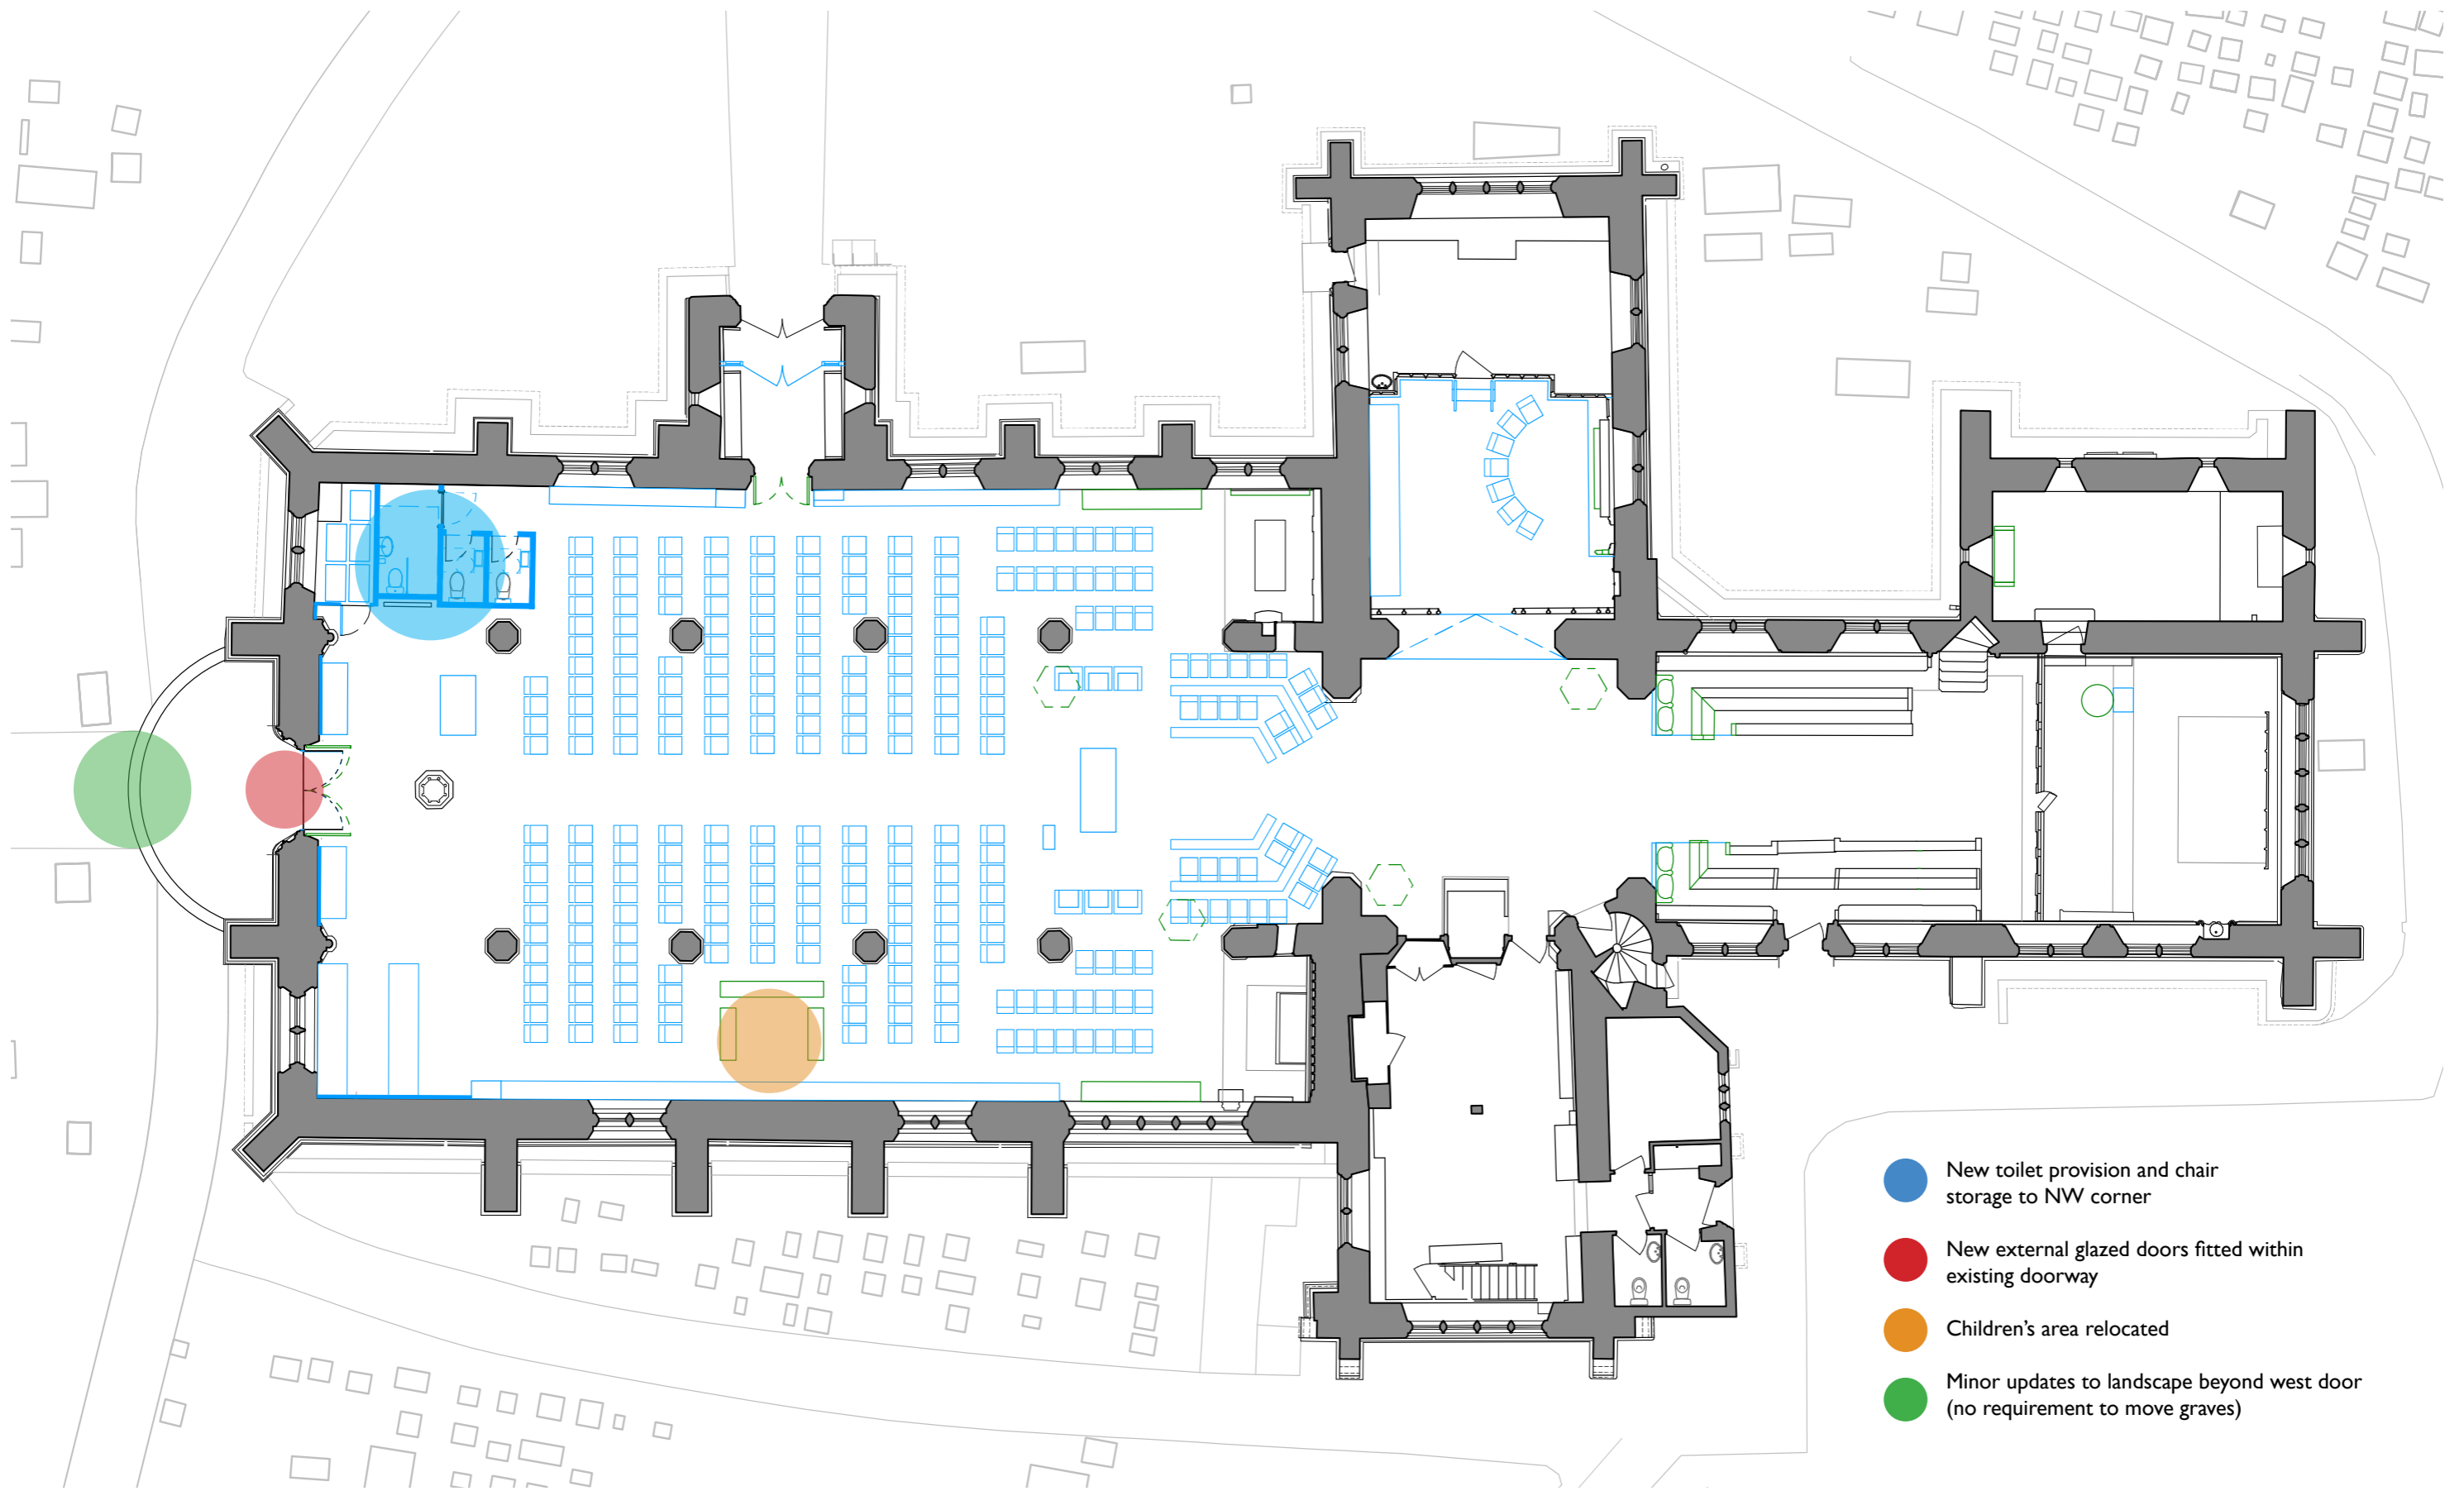 New toilet provision and chair
storage to NW corner
New external glazed doors fitted within
existing doorway
Children’s area relocated
Minor updates to landscape beyond west door
(no requirement to move graves)